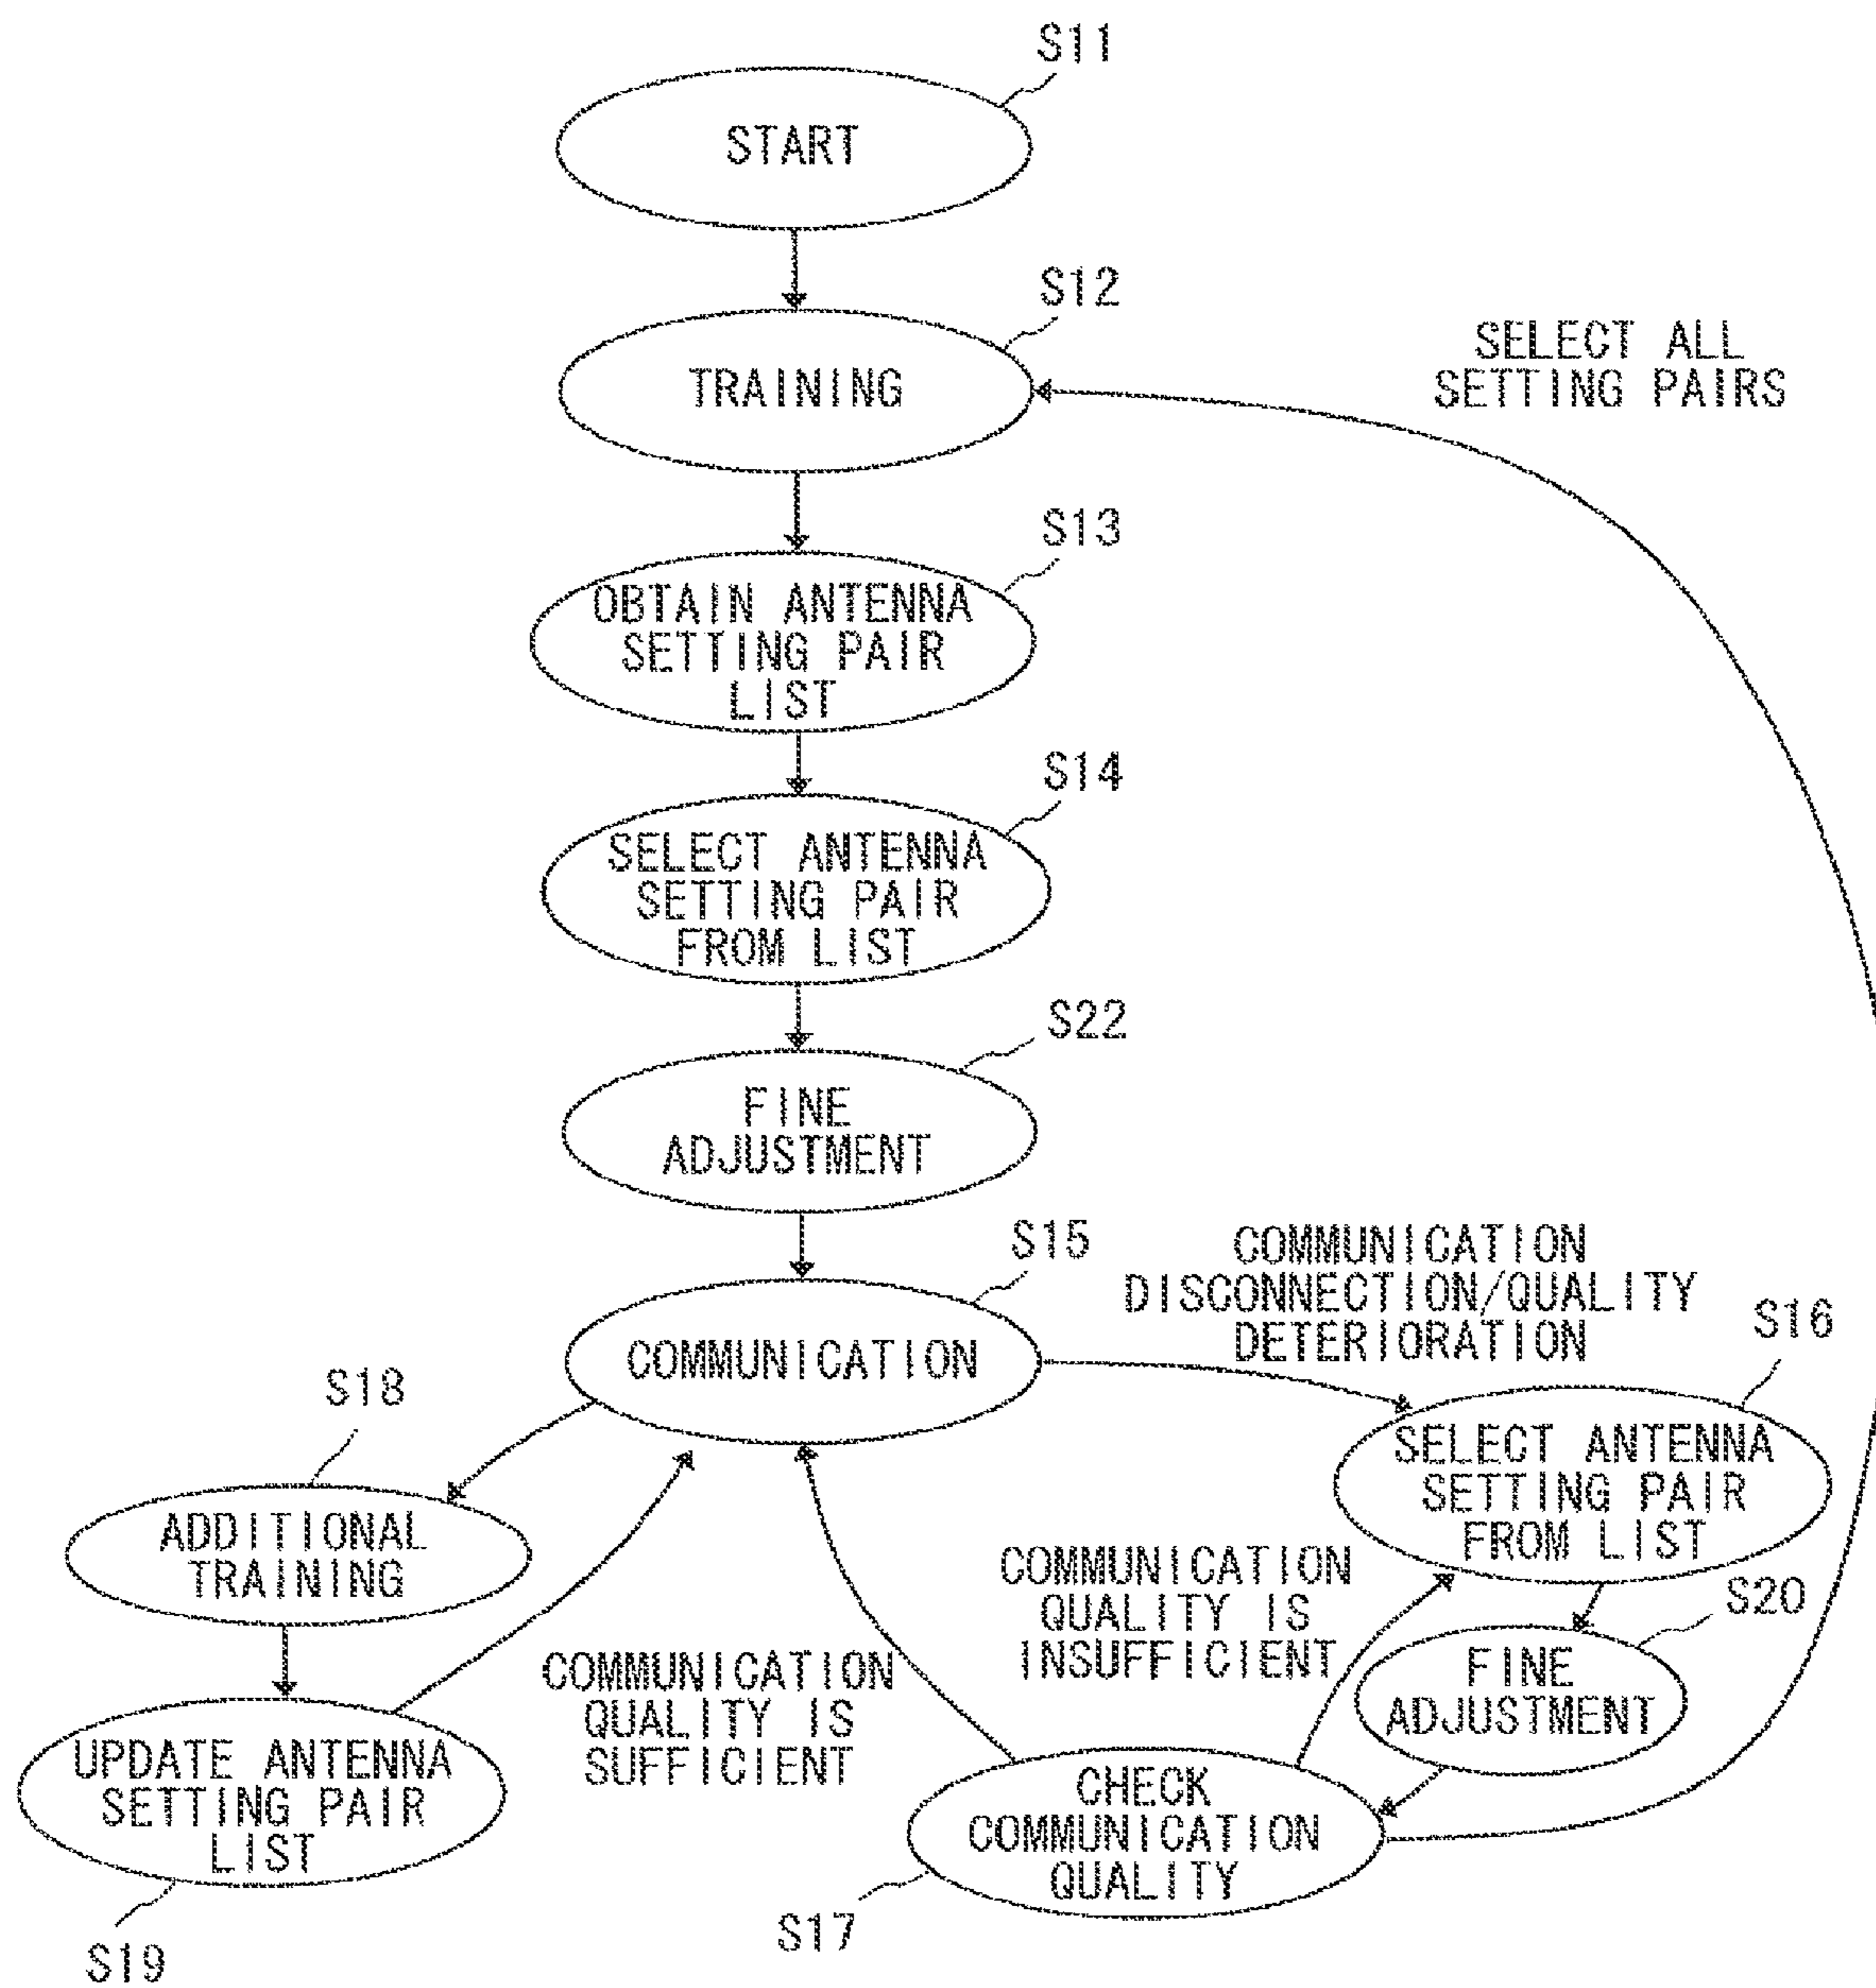 S11
START
S12
TRAINING
SELECT ALL
SETTING PAIRS
S13
OBTAIN ANTENNA
SETTING PAIR
LIST
S14
SELECT ANTENNA
SETTING PAIR
FROM LIST
S22
FINE
ADJUSTMENT
S15
COMMUNICATION
COMMUNICATION
DISCONNECTION/QUALITY
DETERIORATION
S16
SELECT ANTENNA
SETTING PAIR
FROM LIST
S18
ADDITIONAL
TRAINING
COMMUNICATION
QUALITY IS
INSUFFICIENT
S20
FINE
ADJUSTMENT
COMMUNICATION
QUALITY IS
SUFFICIENT
UPDATE ANTENNA
SETTING PAIR
LIST
S19
CHECK
COMMUNICATION
QUALITY
S17